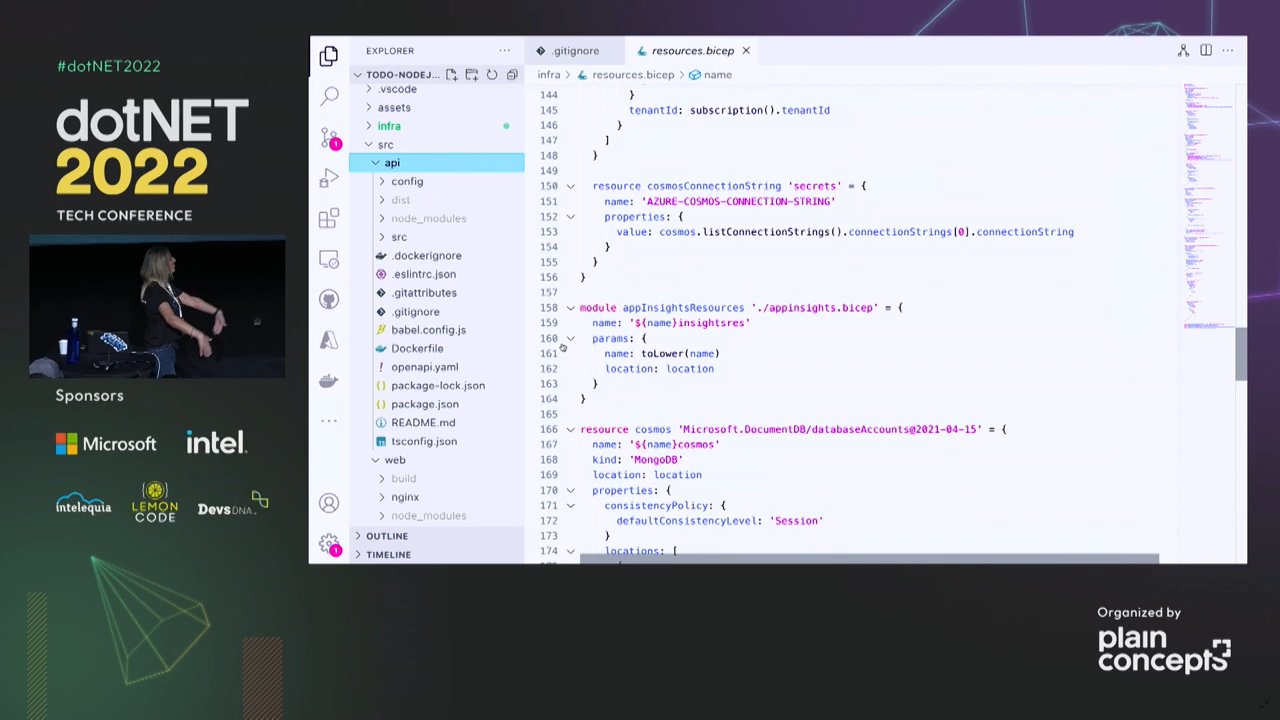 #dotNET2022
dotNET
2022
TECH CONFERENCE
Sponsors
Microsoft
intel.
intelequia
LEMON
CODE
DevsDNA
EXPLORER
TODO-NODEJ...
.vscode
assets
infra
src
api
config
dist
node_modules
src
.dockerignore
.eslintrc.json
.gitattributes
.gitignore
babel.config.js
Dockerfile
openapi.yaml
package-lock.json
package.json
README.md
tsconfig.json
web
build
nginx
node_modules
OUTLINE
TIMELINE
1
1
.gitignore
resources.bicep
infra > resources.bicep > name
144 }
145 tenantId: subscription().tenantId
146 }
147 ]
148 }
149
150 resource cosmosConnectionString 'secrets' = {
151 name: 'AZURE-COSMOS-CONNECTION-STRING'
152 properties: {
153 value: cosmos.listConnectionStrings().connectionStrings[0].connectionString
154 }
155 }
156 }
157
158 module appInsightsResources './appinsights.bicep' = {
159 name: '${name}insightsres'
160 params: {
161 name: toLower(name)
162 location: location
163 }
164 }
165
166 resource cosmos 'Microsoft.DocumentDB/databaseAccounts@2021-04-15' = {
167 name: '${name}cosmos'
168 kind: 'MongoDB'
169 location: location
170 properties: {
171 consistencyPolicy: {
172 defaultConsistencyLevel: 'Session'
173 }
174 locations: [
Organized by
plain
concepts